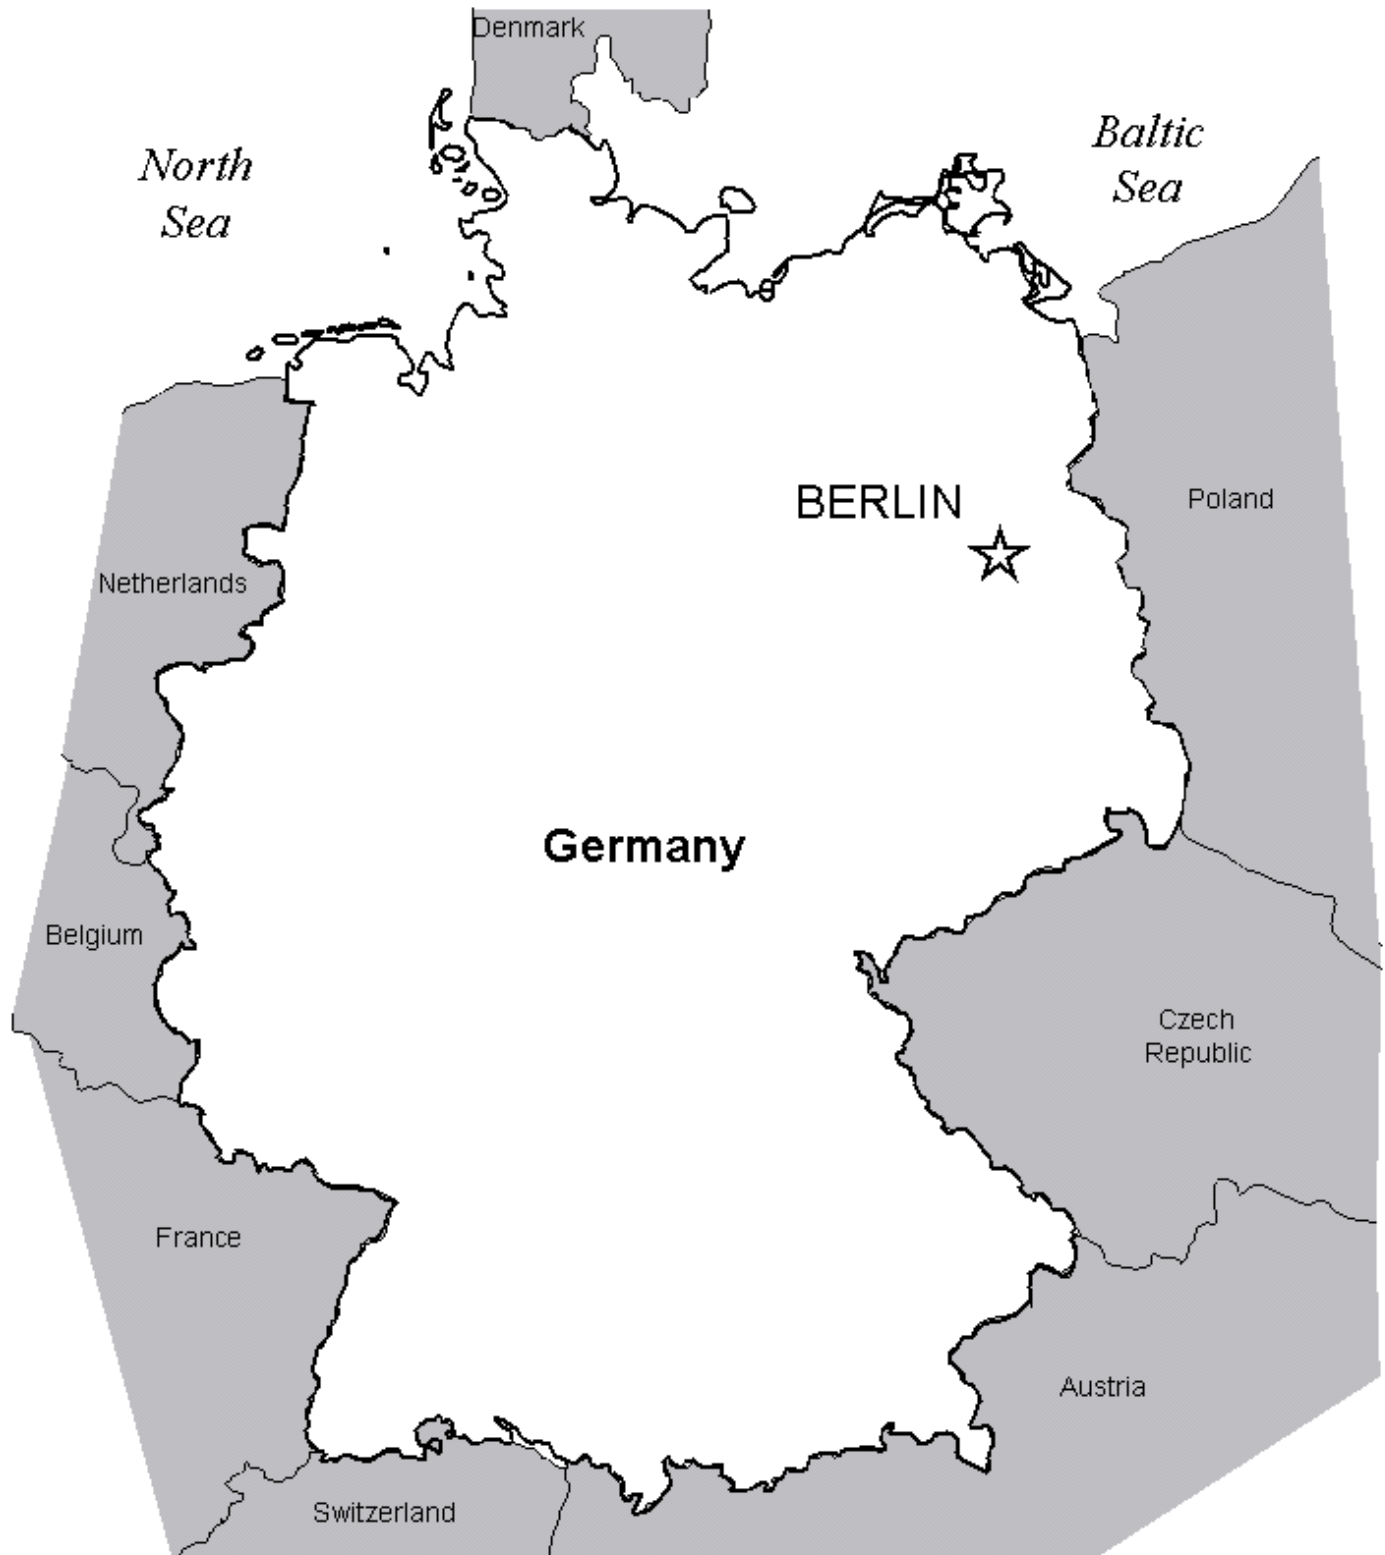 Denmark
North
Sea
Baltic
Sea
BERLIN
Poland
Netherlands
Germany
Belgium
Czech
Republic
France
Austria
Switzerland